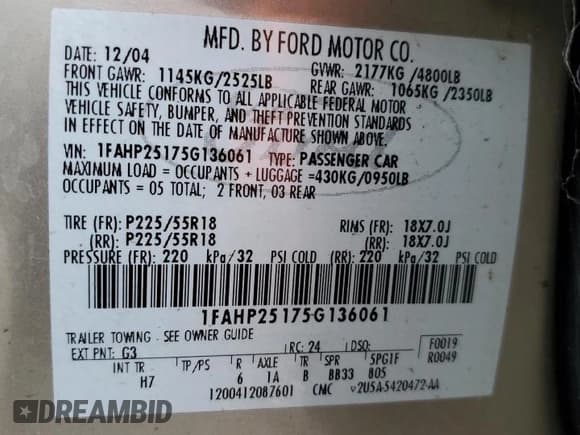 MFD. BY FORD MOTOR CO.
DATE: 12/04 GVWR: 2177KG /4800LB
FRONT GAWR: 1145KG/2525LB REAR GAWR: 1065KG/2350LB
THIS VEHICLE CONFORMS TO ALL APPLICABLE FEDERAL MOTOR
VEHICLE SAFETY, BUMPER, AND THEFT PREVENTION STANDARDS
IN EFFECT ON THE DATE OF MANUFACTURE SHOWN ABOVE.
VIN: 1FAHP25175G136061 TYPE: PASSENGER CAR
MAXIMUM LOAD = OCCUPANTS + LUGGAGE =430KG/0950LB
OCCUPANTS = 05 TOTAL; 2 FRONT, 03 REAR
TIRE (FR): P225/55R18 RIMS (FR): 18X7.0J
(RR): P225/55R18 (RR): 18X7.0J
PRESSURE (FR): 220 kPa/32 PSI COLD (RR): 220 kPa/32 PSI COLD
1FAHP25175G136061
TRAILER TOWING - SEE OWNER GUIDE
EXT PNT: G3 RC: 24 DSO: F0019
R0049
INT TR TP/PS R AXLE TR SPR SPG1F
H7 6 1A B BB33 805
1200412087601 CMC v2U5A-5420472-AA
DREAMBID